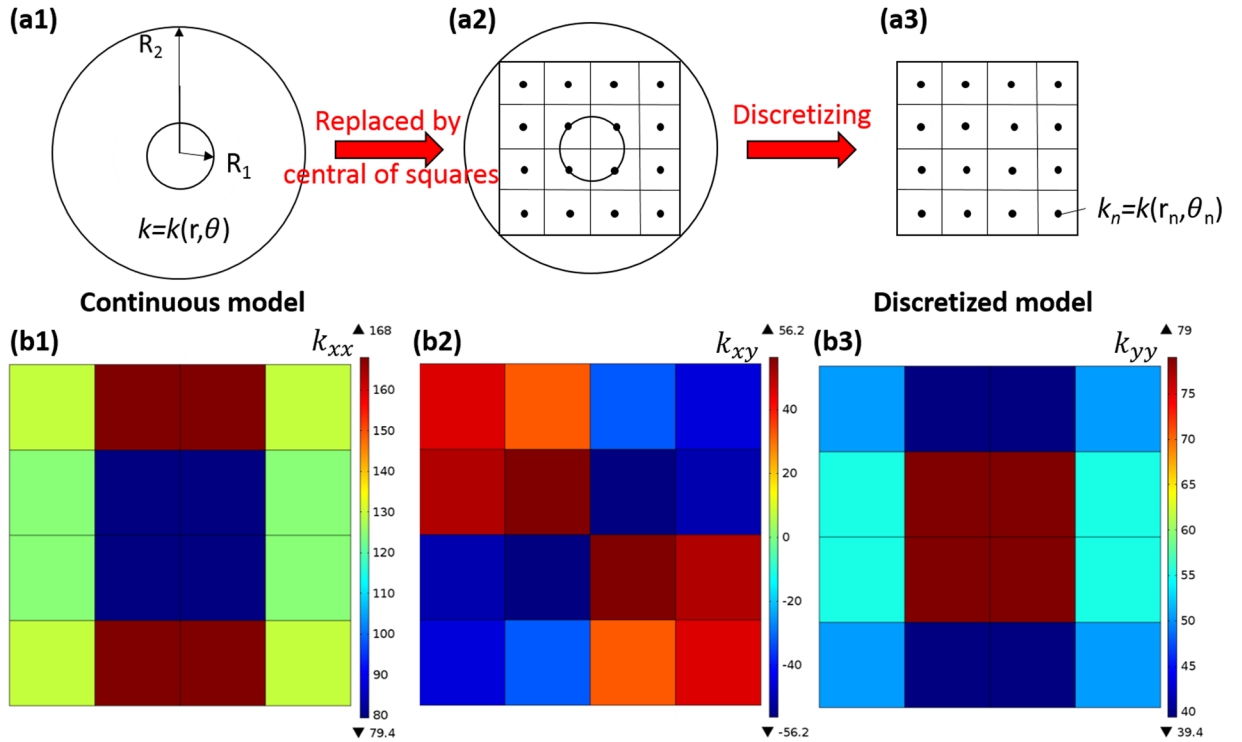 (a1)
R2
R1
k=k(r,θ)
Replaced by
central of squares
(a2)
Discretizing
(a3)
kn=k(rn,θn)
Continuous model
Discretized model
(b1)
kxx
▲ 168
160
150
140
130
120
110
100
90
80
▼ 79.4
(b2)
kxy
▲ 56.2
40
20
0
-20
-40
▼ -56.2
(b3)
kyy
▲ 79
75
70
65
60
55
50
45
40
▼ 39.4